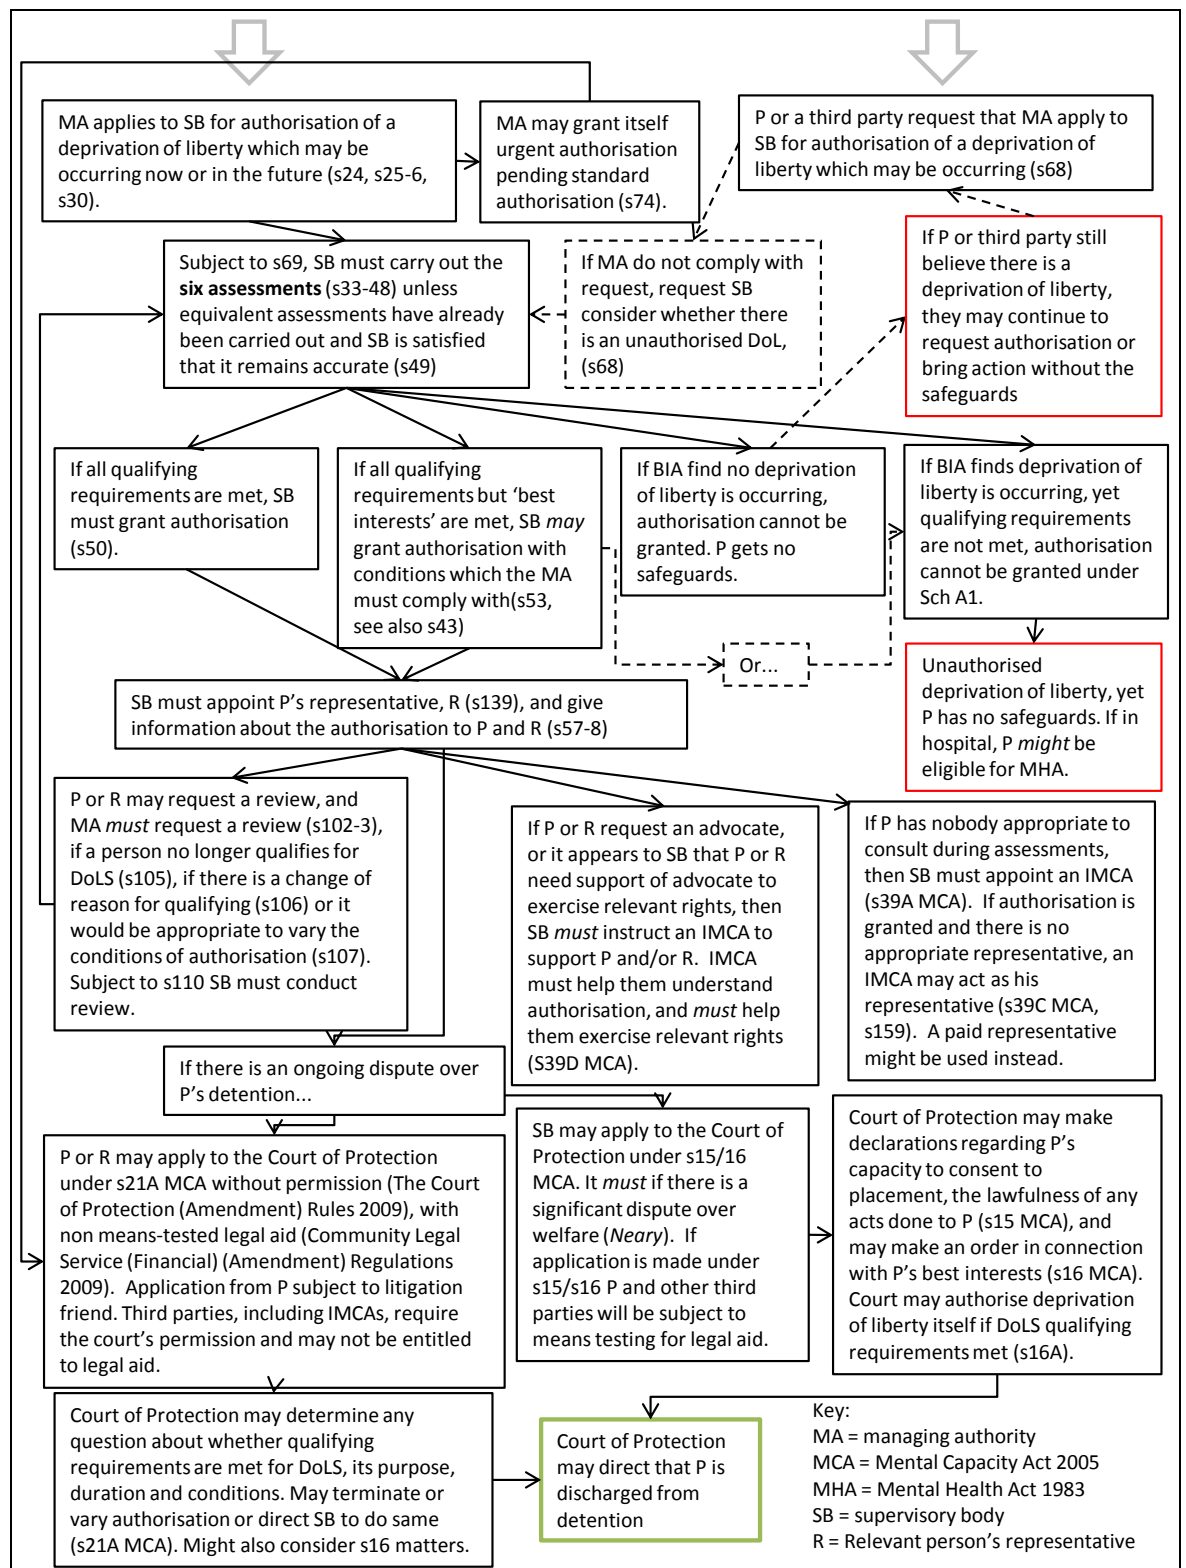 MA applies to SB for authorisation of a
deprivation of liberty which may be
occurring now or in the future (s24, s25-6,
s30).
MA may grant itself
urgent authorisation
pending standard
authorisation (s74).
P or a third party request that MA apply to
SB for authorisation of a deprivation of
liberty which may be occurring (s68)
Subject to s69, SB must carry out the
six assessments (s33-48) unless
equivalent assessments have already
been carried out and SB is satisfied
that it remains accurate (s49)
If MA do not comply with
request, request SB
consider whether there
is an unauthorised DoL,
(s68)
If P or third party still
believe there is a
deprivation of liberty,
they may continue to
request authorisation or
bring action without the
safeguards
If all qualifying
requirements are met, SB
must grant authorisation
(s50).
If all qualifying
requirements but ‘best
interests’ are met, SB may
grant authorisation with
conditions which the MA
must comply with(s53,
see also s43)
If BIA find no deprivation
of liberty is occurring,
authorisation cannot be
granted. P gets no
safeguards.
If BIA finds deprivation of
liberty is occurring, yet
qualifying requirements
are not met, authorisation
cannot be granted under
Sch A1.
Or...
Unauthorised
deprivation of liberty, yet
P has no safeguards. If in
hospital, P might be
eligible for MHA.
SB must appoint P’s representative, R (s139), and give
information about the authorisation to P and R (s57-8)
P or R may request a review, and
MA must request a review (s102-3),
if a person no longer qualifies for
DoLS (s105), if there is a change of
reason for qualifying (s106) or it
would be appropriate to vary the
conditions of authorisation (s107).
Subject to s110 SB must conduct
review.
If P or R request an advocate,
or it appears to SB that P or R
need support of advocate to
exercise relevant rights, then
SB must instruct an IMCA to
support P and/or R.  IMCA
must help them understand
authorisation, and must help
them exercise relevant rights
(S39D MCA).
If P has nobody appropriate to
consult during assessments,
then SB must appoint an IMCA
(s39A MCA).  If authorisation is
granted and there is no
appropriate representative, an
IMCA may act as his
representative (s39C MCA,
s159).  A paid representative
might be used instead.
If there is an ongoing dispute over
P’s detention...
P or R may apply to the Court of Protection
under s21A MCA without permission (The Court
of Protection (Amendment) Rules 2009), with
non means-tested legal aid (Community Legal
Service (Financial) (Amendment) Regulations
2009).  Application from P subject to litigation
friend. Third parties, including IMCAs, require
the court’s permission and may not be entitled
to legal aid.
SB may apply to the Court of
Protection under s15/16
MCA. It must if there is a
significant dispute over
welfare (Neary).  If
application is made under
s15/s16 P and other third
parties will be subject to
means testing for legal aid.
Court of Protection may make
declarations regarding P’s
capacity to consent to
placement, the lawfulness of any
acts done to P (s15 MCA), and
may make an order in connection
with P’s best interests (s16 MCA).
Court may authorise deprivation
of liberty itself if DoLS qualifying
requirements met (s16A).
Court of Protection may determine any
question about whether qualifying
requirements are met for DoLS, its purpose,
duration and conditions. May terminate or
vary authorisation or direct SB to do same
(s21A MCA). Might also consider s16 matters.
Court of Protection
may direct that P is
discharged from
detention
Key:
MA = managing authority
MCA = Mental Capacity Act 2005
MHA = Mental Health Act 1983
SB = supervisory body
R = Relevant person’s representative